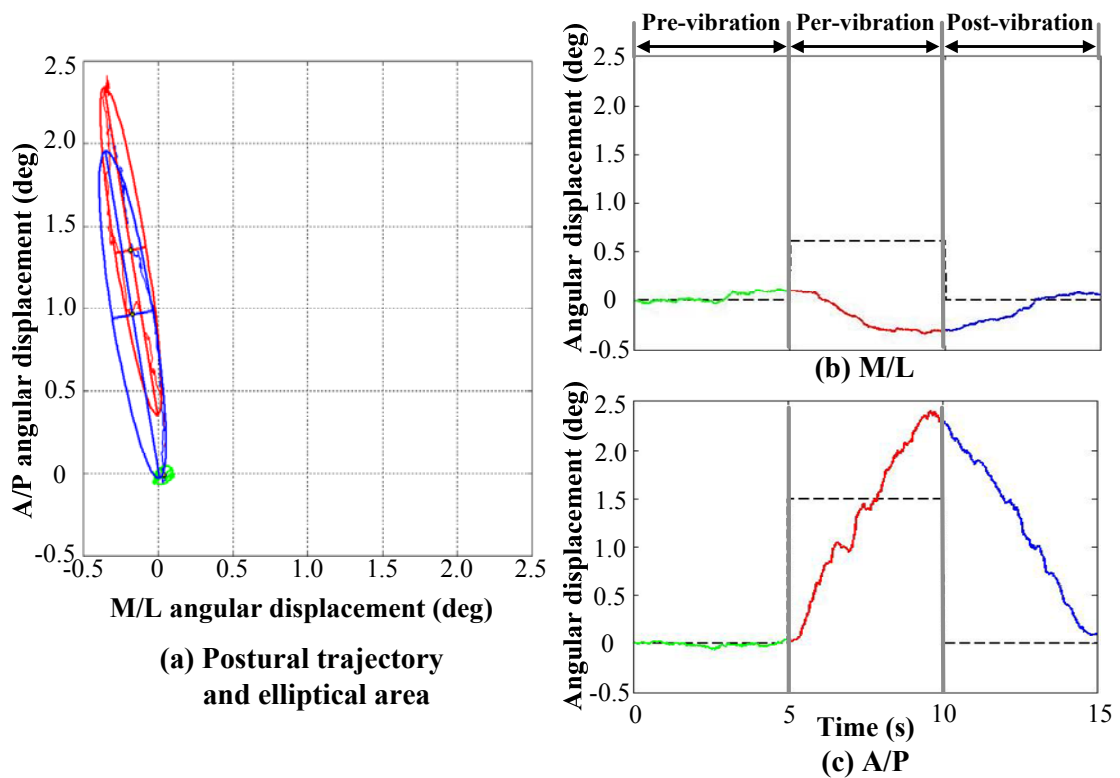 2.5
2.0
1.5
1.0
0.5
0
-0.5
A/P angular displacement (deg)
-0.5 0 0.5 1.0 1.5 2.0 2.5
M/L angular displacement (deg)
(a) Postural trajectory
and elliptical area
Pre-vibration Per-vibration Post-vibration
2.5
2.0
1.5
1.0
0.5
0
-0.5
Angular displacement (deg)
(b) M/L
2.5
2.0
1.5
1.0
0.5
0
-0.5
Angular displacement (deg)
0 5 10 15
Time (s)
(c) A/P